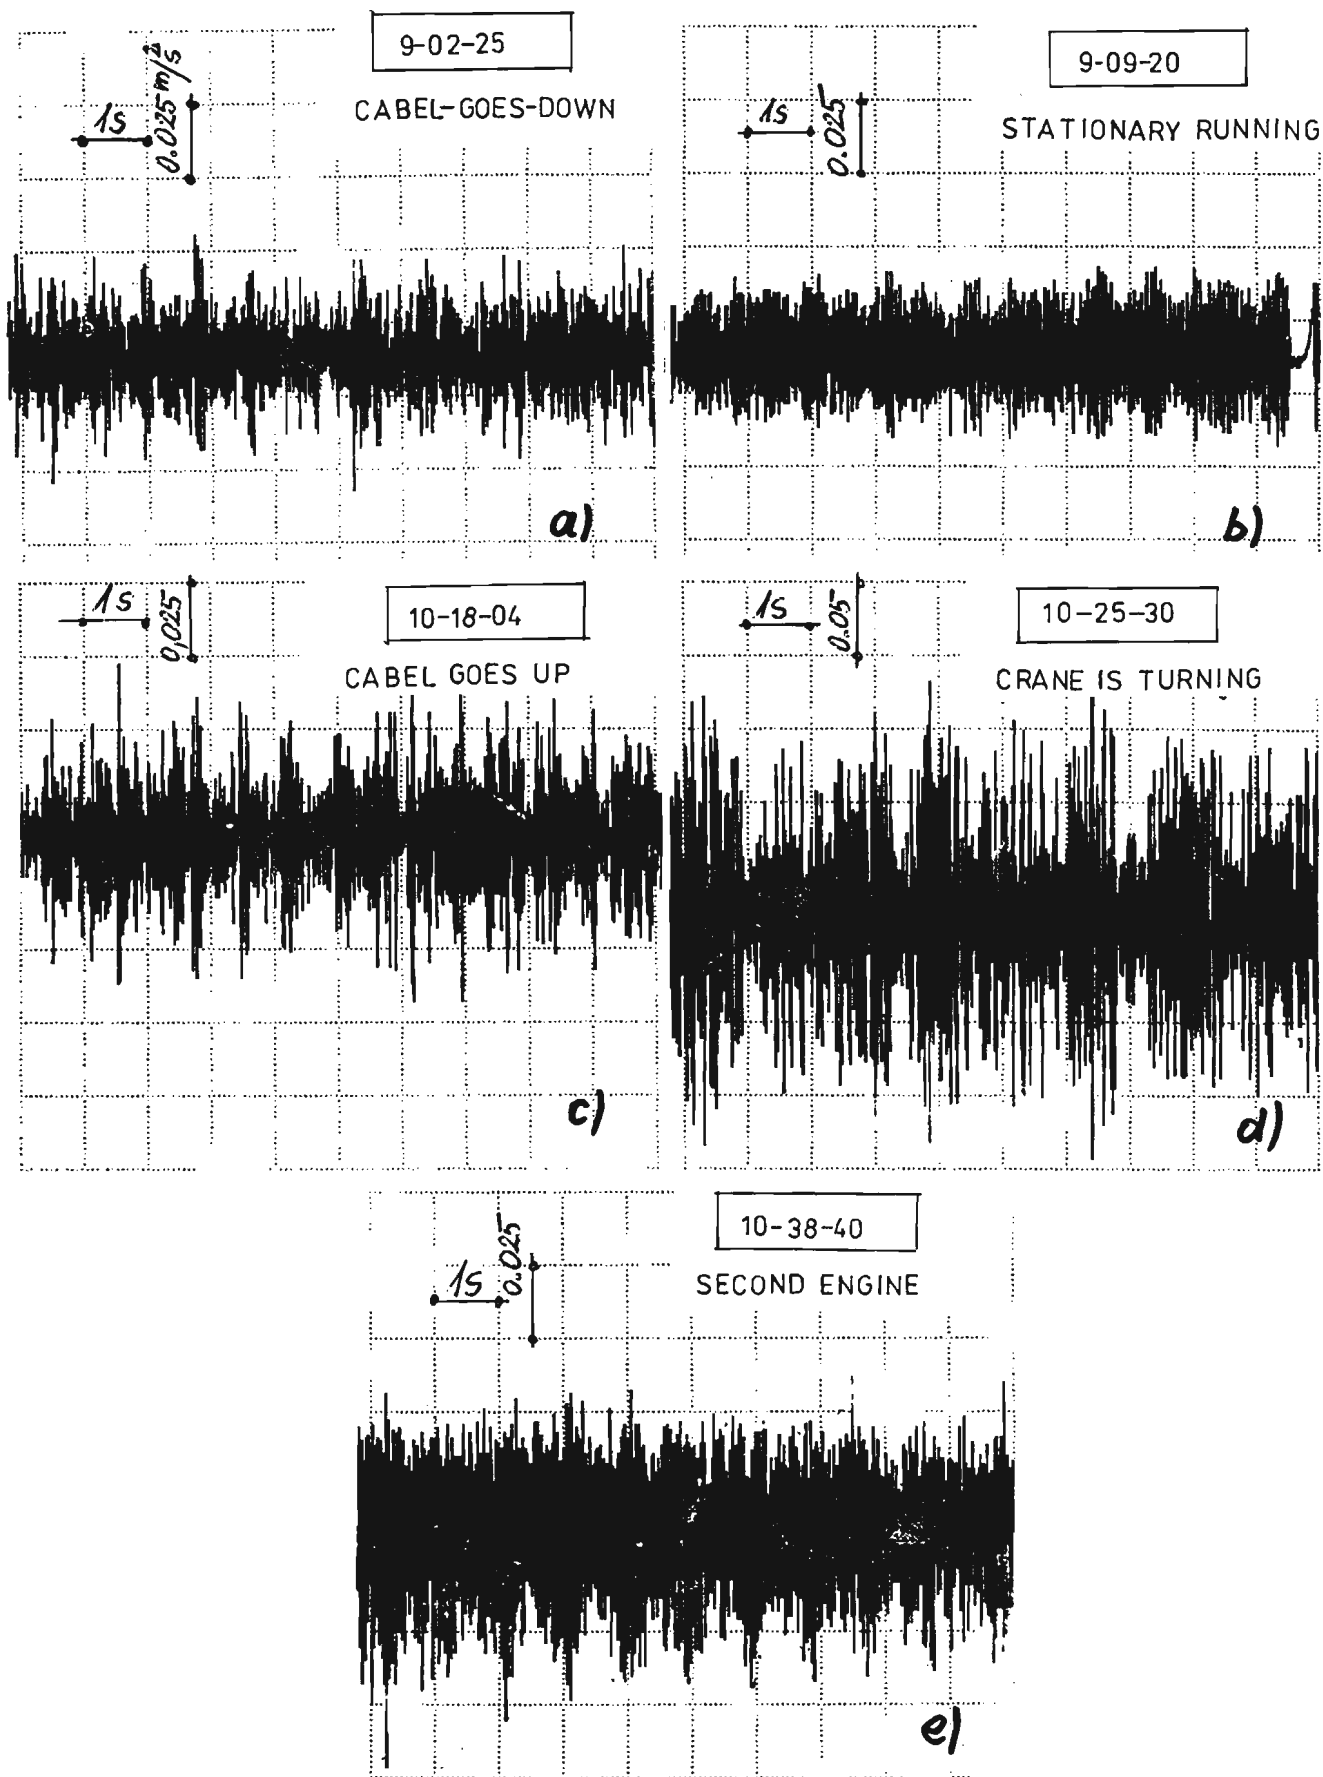 9-02-25
1s
0.025 m/s²
CABEL-GOES-DOWN
a)
9-09-20
1s
0.025
STATIONARY RUNNING
b)
1s
0,025
10-18-04
CABEL GOES UP
c)
1s
0.05
10-25-30
CRANE IS TURNING
d)
1s
0.025
10-38-40
SECOND ENGINE
e)